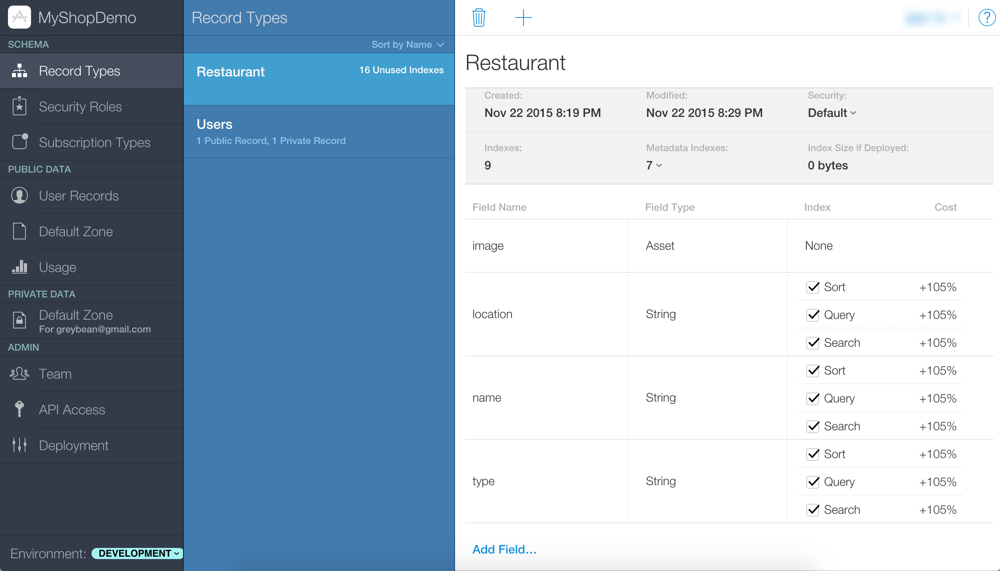 MyShopDemo
SCHEMA
Record Types
Security Roles
Subscription Types
PUBLIC DATA
User Records
Default Zone
Usage
PRIVATE DATA
Default Zone
For greybean@gmail.com
ADMIN
Team
API Access
Deployment
Environment: DEVELOPMENT
Record Types
Sort by Name
Restaurant 16 Unused Indexes
Users
1 Public Record, 1 Private Record
?
Restaurant
Created: Modified: Security:
Nov 22 2015 8:19 PM Nov 22 2015 8:29 PM Default
Indexes: Metadata Indexes: Index Size if Deployed:
9 7 0 bytes
Field Name Field Type Index Cost
image Asset None
Sort +105%
location String Query +105%
Search +105%
Sort +105%
name String Query +105%
Search +105%
Sort +105%
type String Query +105%
Search +105%
Add Field...